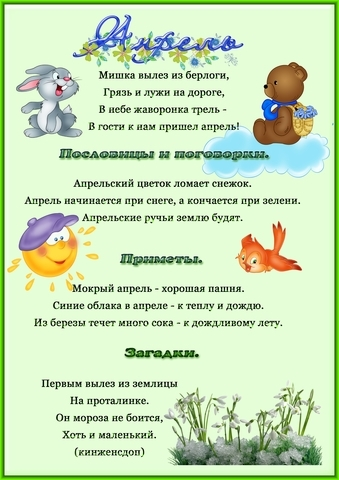 Апрель
Мишка вылез из берлоги,
Грязь и лужи на дороге,
В небе жаворонка трель -
В гости к нам пришел апрель!
Пословицы и поговорки.
Апрельский цветок ломает снежок.
Апрель начинается при снеге, а кончается при зелени.
Апрельские ручьи землю будят.
Приметы.
Мокрый апрель - хорошая пашня.
Синие облака в апреле - к теплу и дождю.
Из березы течет много сока - к дождливому лету.
Загадки.
Первым вылез из землицы
На проталинке.
Он мороза не боится,
Хоть и маленький.
(кинженсдоп)